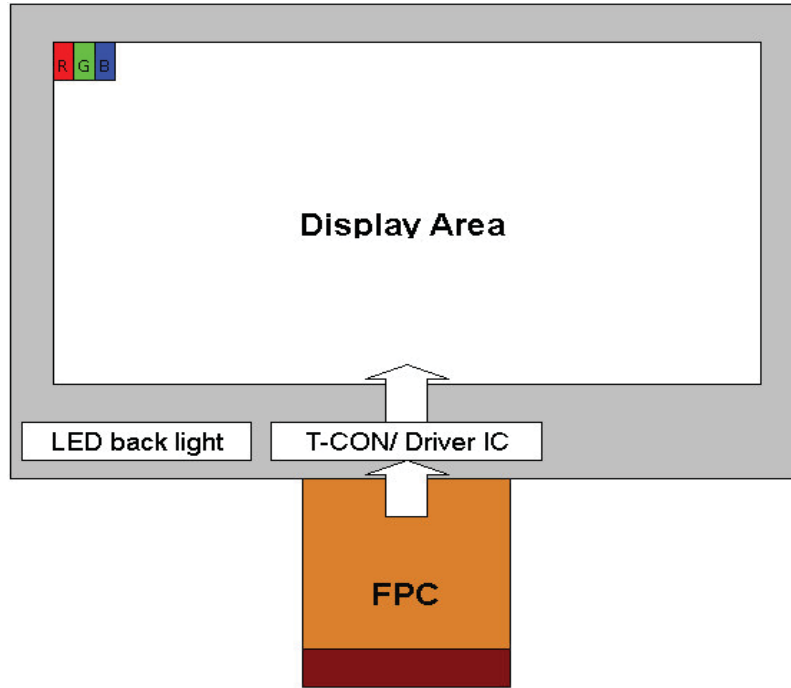 R G B
Display Area
LED back light
T-CON/ Driver IC
FPC